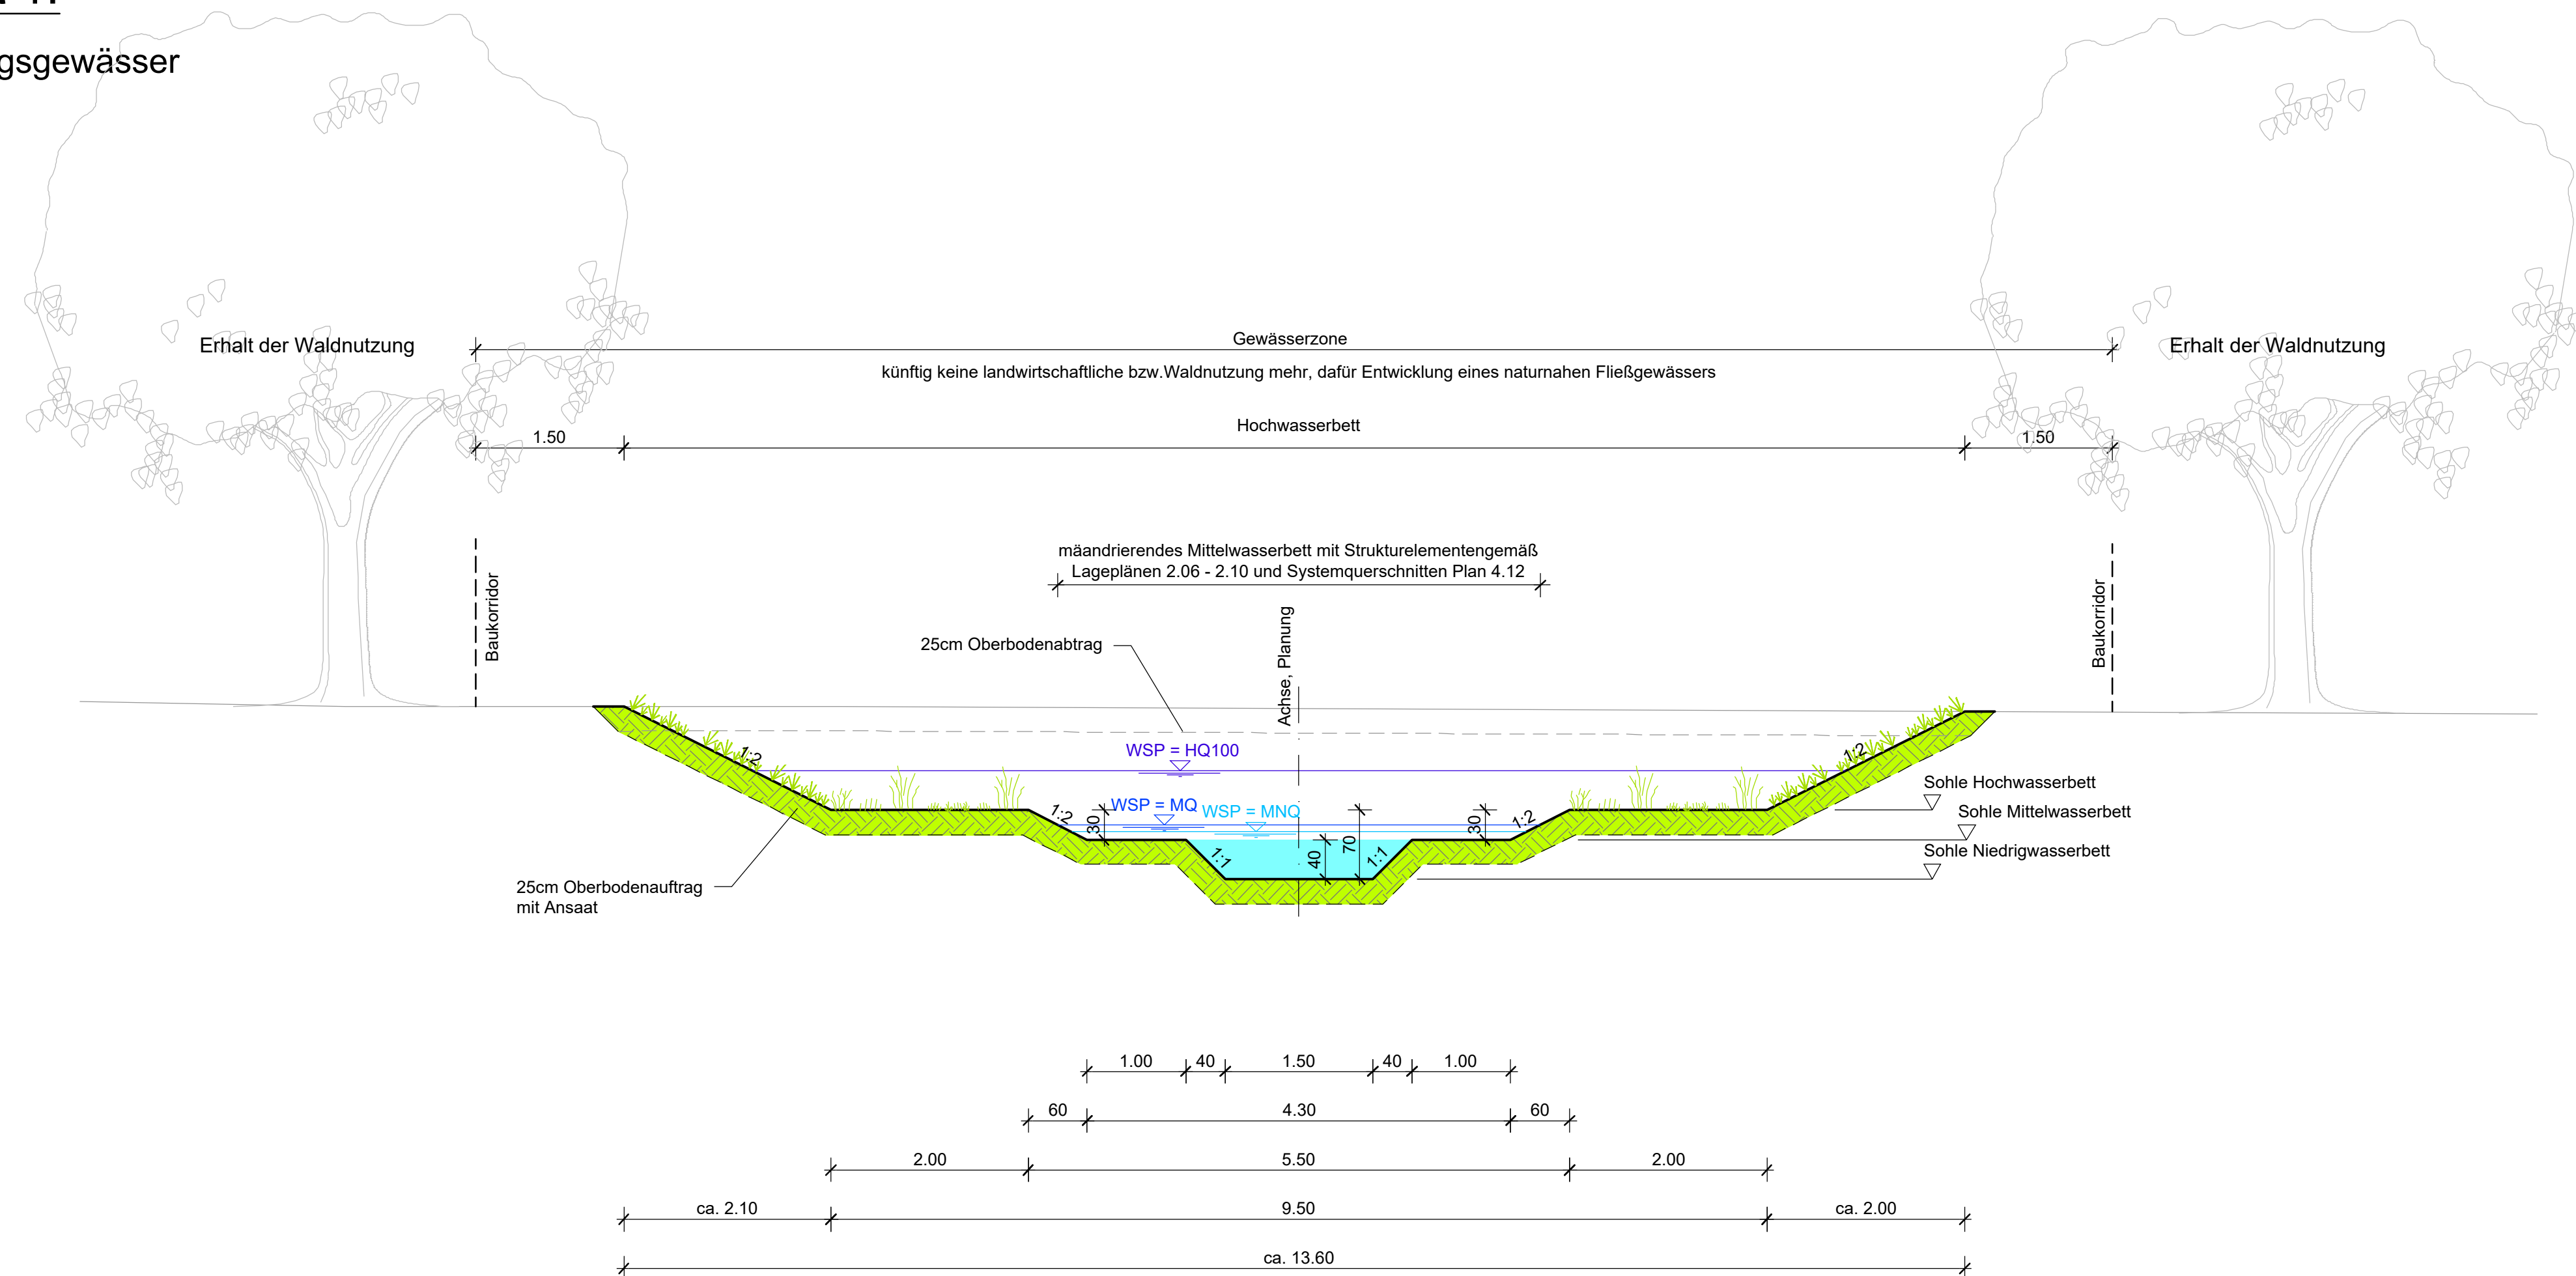 gsgewässer
Erhalt der Waldnutzung
Gewässerzone
Erhalt der Waldnutzung
künftig keine landwirtschaftliche bzw.Waldnutzung mehr, dafür Entwicklung eines naturnahen Fließgewässers
1.50
Hochwasserbett
1.50
mäandrierendes Mittelwasserbett mit Strukturelementengemäß
Lageplänen 2.06 - 2.10 und Systemquerschnitten Plan 4.12
Baukorridor
Achse, Planung
Baukorridor
25cm Oberbodenabtrag
WSP = HQ100
1:2
1:2
Sohle Hochwasserbett
WSP = MQ
WSP = MNQ
Sohle Mittelwasserbett
1:2
30
30
1:2
1:1
40
70
1:1
Sohle Niedrigwasserbett
25cm Oberbodenauftrag
mit Ansaat
1.00
40
1.50
40
1.00
60
4.30
60
2.00
5.50
2.00
ca. 2.10
9.50
ca. 2.00
ca. 13.60